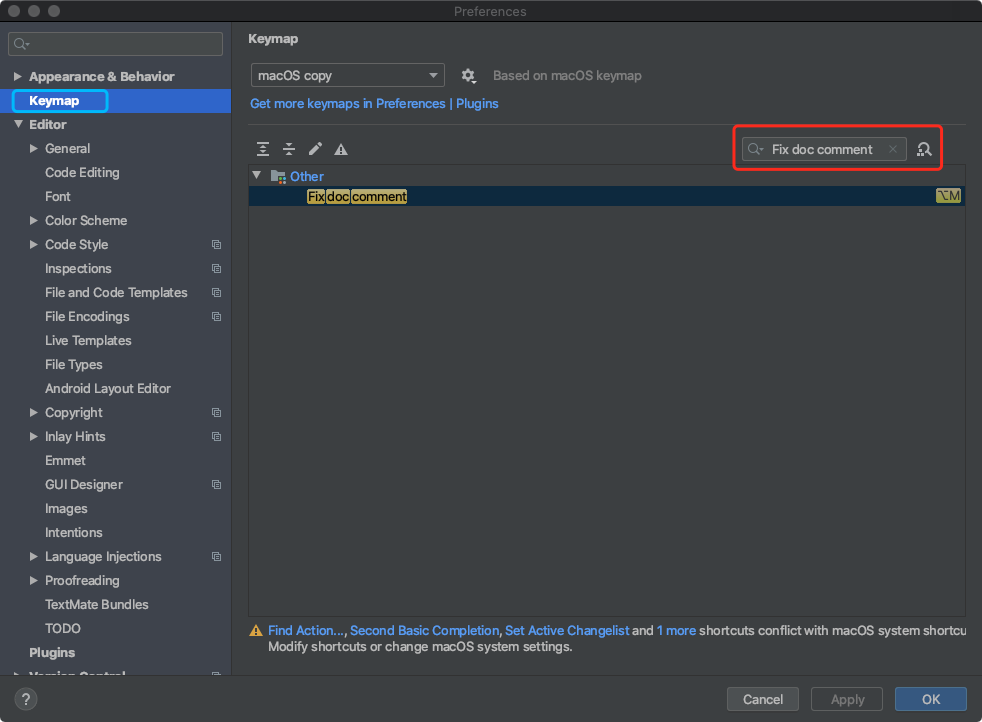 Preferences
Appearance & Behavior
Keymap
Editor
General
Code Editing
Font
Color Scheme
Code Style
Inspections
File and Code Templates
File Encodings
Live Templates
File Types
Android Layout Editor
Copyright
Inlay Hints
Emmet
GUI Designer
Images
Intentions
Language Injections
Proofreading
TextMate Bundles
TODO
Plugins
Version Control
Keymap
macOS copy
Based on macOS keymap
Get more keymaps in Preferences | Plugins
Fix doc comment
Other
Fix doc comment
⌥M
Find Action..., Second Basic Completion, Set Active Changelist and 1 more shortcuts conflict with macOS system shortcu
Modify shortcuts or change macOS system settings.
?
Cancel
Apply
OK